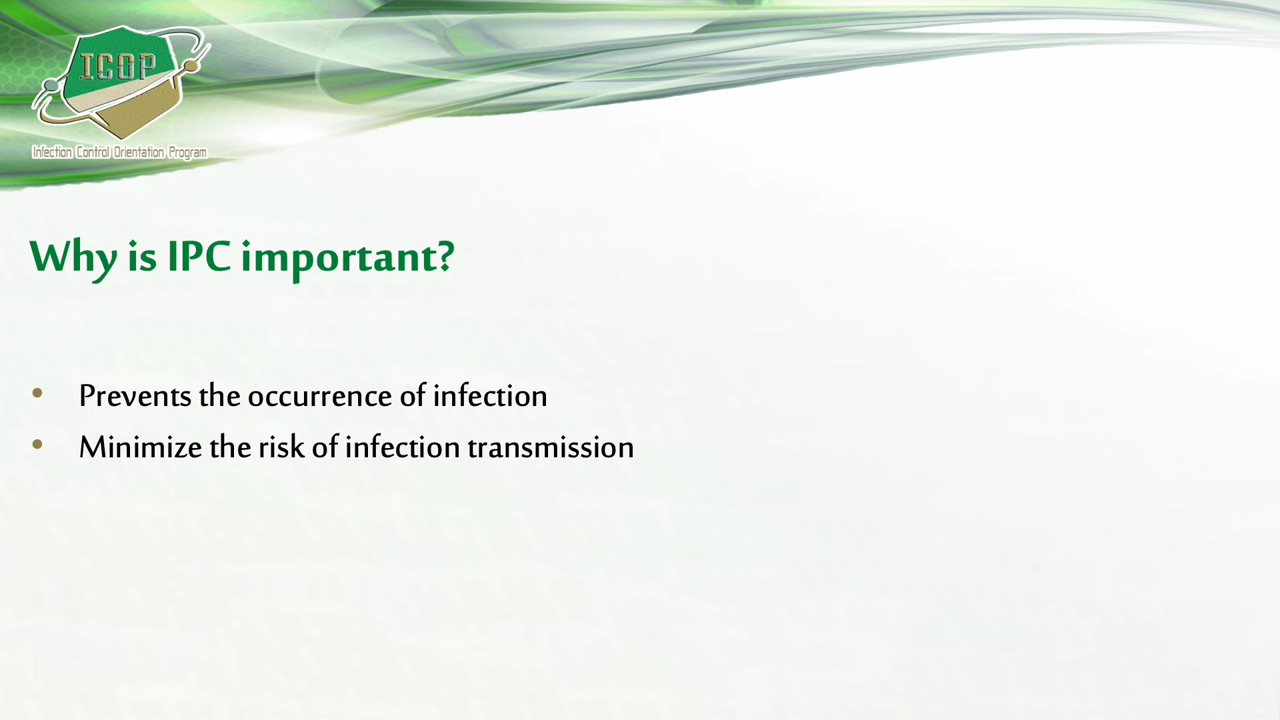 ICOP
Infection Control Orientation Program
Why is IPC important?
• Prevents the occurrence of infection
• Minimize the risk of infection transmission